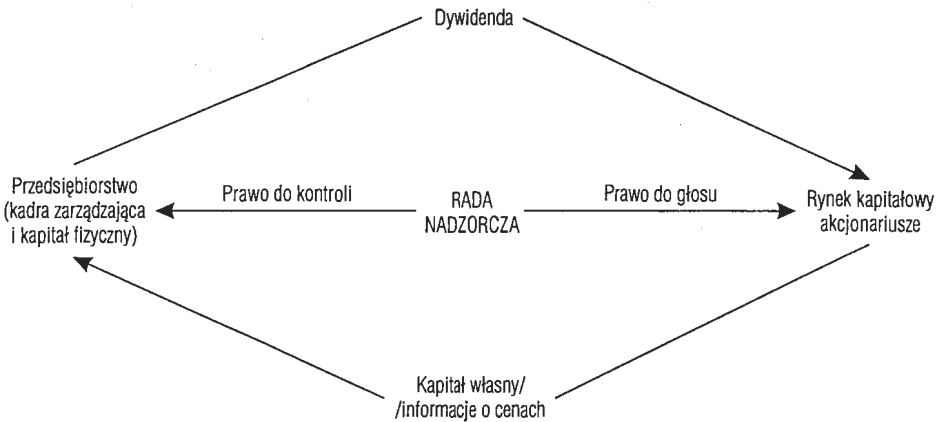 Dywidenda
Przedsiębiorstwo
(kadra zarządzająca
i kapitał fizyczny)
Prawo do kontroli
RADA
NADZORCZA
Prawo do głosu
Rynek kapitałowy
akcjonariusze
Kapitał własny/
/informacje o cenach